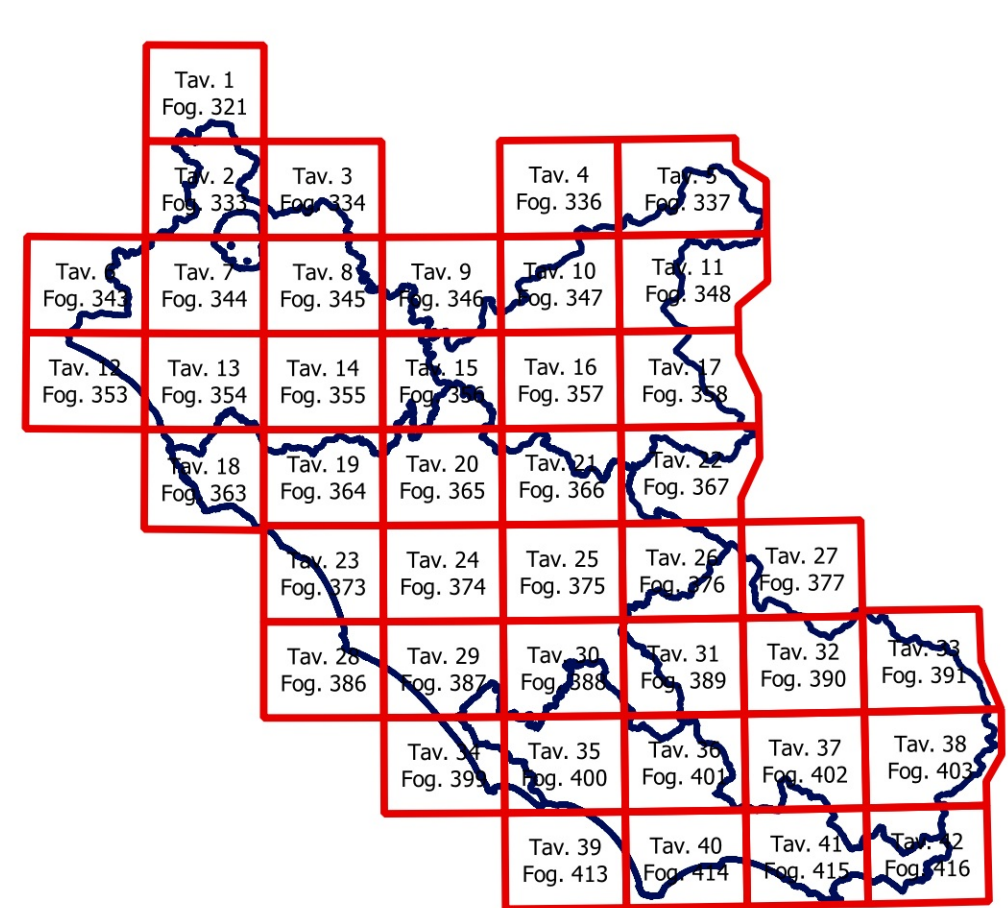 Tav. 1
Fog. 321
Tav. 2
Fog. 333
Tav. 3
Fog. 334
Tav. 4
Fog. 336
Tav. 5
Fog. 337
Tav. 6
Fog. 343
Tav. 7
Fog. 344
Tav. 8
Fog. 345
Tav. 9
Fog. 346
Tav. 10
Fog. 347
Tav. 11
Fog. 348
Tav. 12
Fog. 353
Tav. 13
Fog. 354
Tav. 14
Fog. 355
Tav. 15
Fog. 356
Tav. 16
Fog. 357
Tav. 17
Fog. 358
Tav. 18
Fog. 363
Tav. 19
Fog. 364
Tav. 20
Fog. 365
Tav. 21
Fog. 366
Tav. 22
Fog. 367
Tav. 23
Fog. 373
Tav. 24
Fog. 374
Tav. 25
Fog. 375
Tav. 26
Fog. 376
Tav. 27
Fog. 377
Tav. 28
Fog. 386
Tav. 29
Fog. 387
Tav. 30
Fog. 388
Tav. 31
Fog. 389
Tav. 32
Fog. 390
Tav. 33
Fog. 391
Tav. 34
Fog. 399
Tav. 35
Fog. 400
Tav. 36
Fog. 401
Tav. 37
Fog. 402
Tav. 38
Fog. 403
Tav. 39
Fog. 413
Tav. 40
Fog. 414
Tav. 41
Fog. 415
Tav. 42
Fog. 416